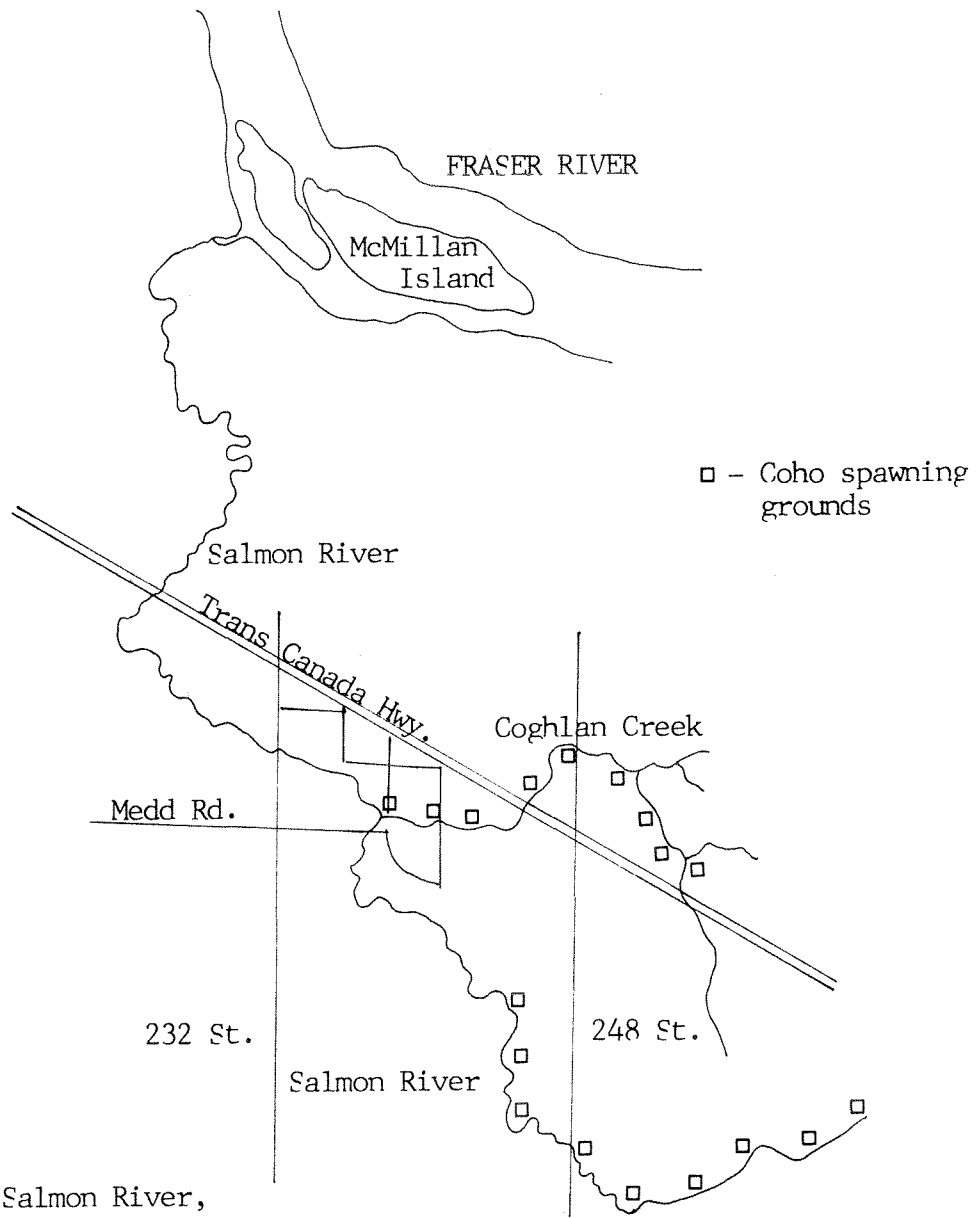 FRASER RIVER
McMillan
Island
□ - Coho spawning
grounds
Salmon River
Trans Canada Hwy.
Coghlan Creek
Medd Rd.
232 St.
248 St.
Salmon River
Salmon River,